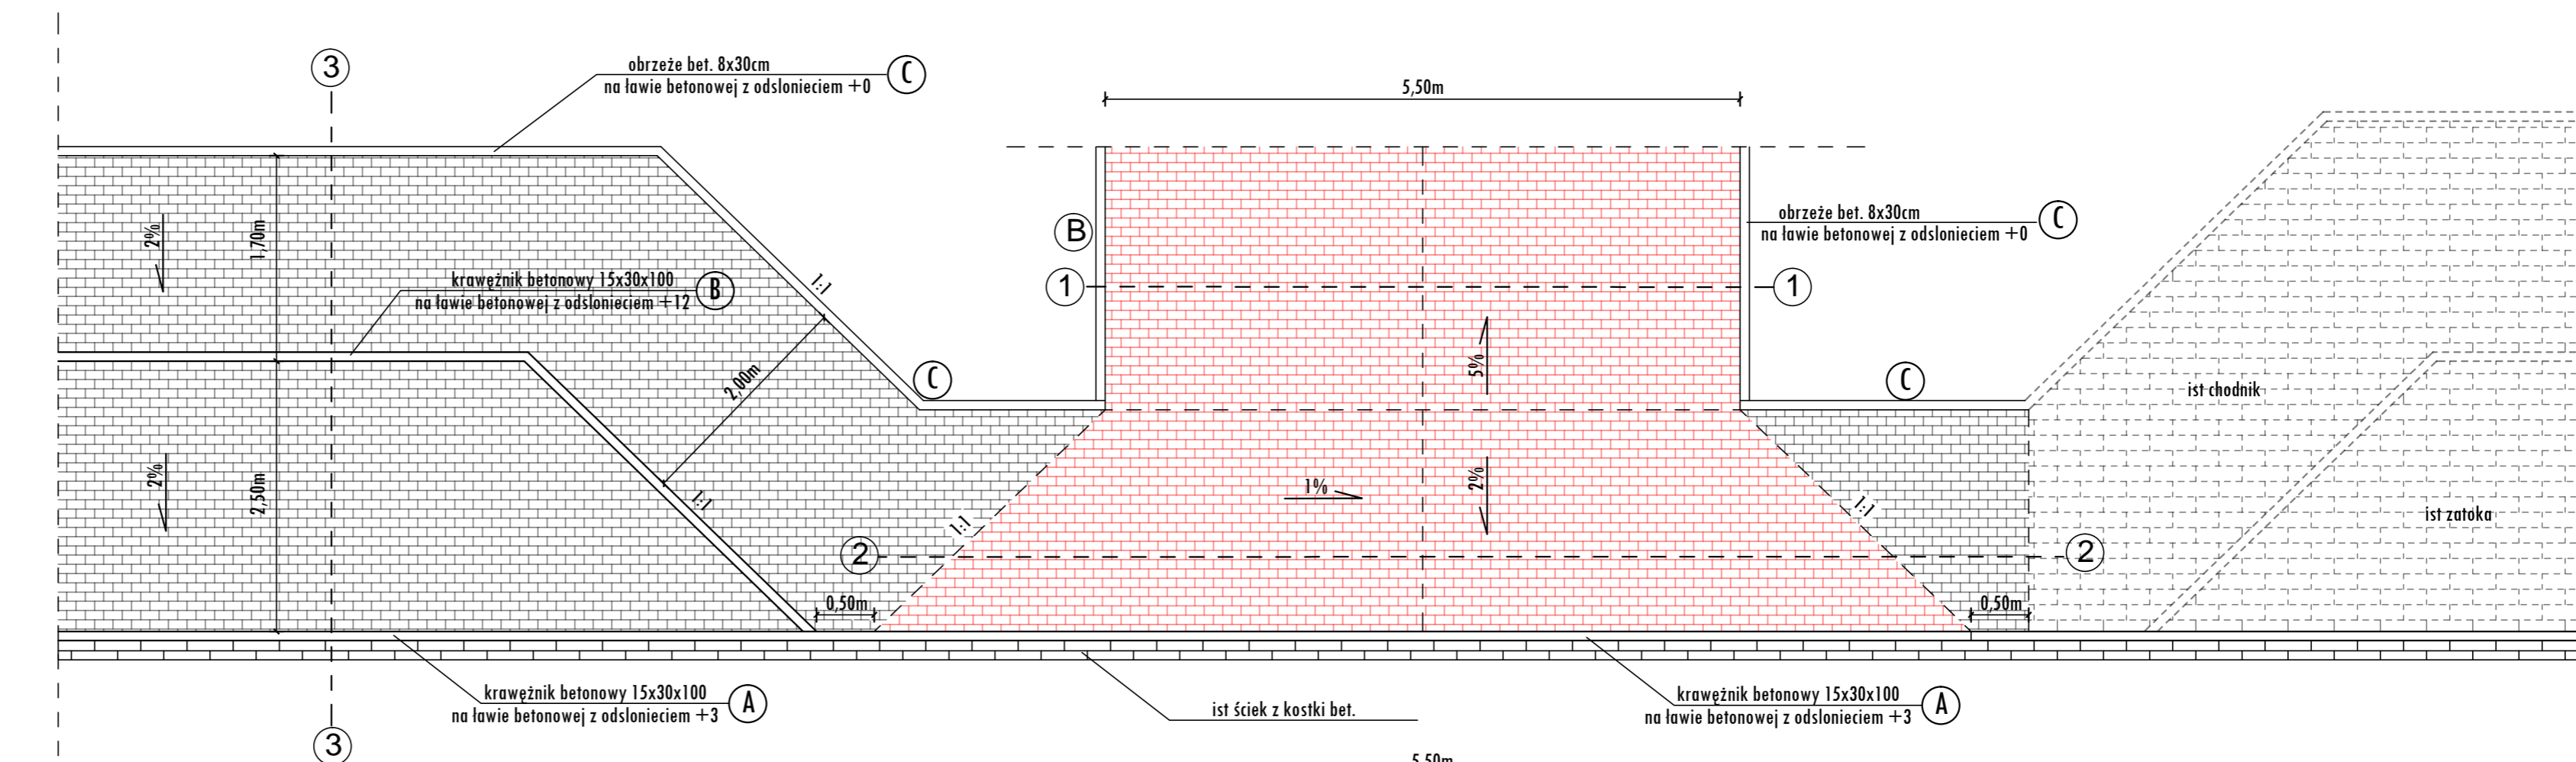 3
obrzeże bet. 8x30cm
na ławie betonowej z odslonieciem +0
C
5,50m
2%
1,70m
krawężnik betonowy 15x30x100
na ławie betonowej z odslonieciem +12
B
1:1
2,00m
C
B
1
1
obrzeże bet. 8x30cm
na ławie betonowej z odslonieciem +0
C
5%
C
ist chodnik
2%
2,50m
1:1
1:1
1%
2%
1:1
ist zatoka
2
2
0,50m
0,50m
krawężnik betonowy 15x30x100
na ławie betonowej z odslonieciem +3
A
ist ściek z kostki bet.
krawężnik betonowy 15x30x100
na ławie betonowej z odslonieciem +3
A
3
5,50m